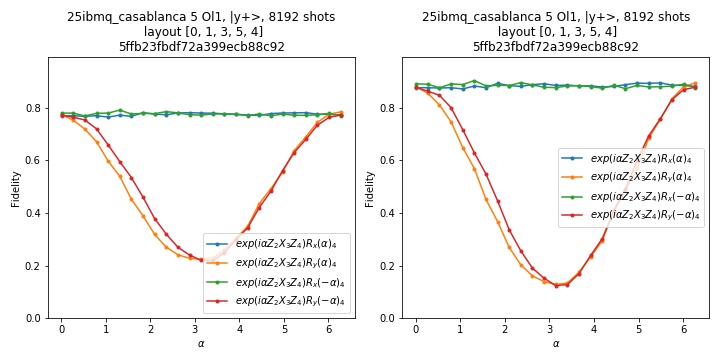 25ibmq_casablanca 5 Ol1, |y+>, 8192 shots
layout [0, 1, 3, 5, 4]
5ffb23fbdf72a399ecb88c92
Fidelity
0.8
0.6
0.4
0.2
0.0
0 1 2 3 4 5 6
α
exp(iαZ₂X₃Z₄)Rₓ(α)₄
exp(iαZ₂X₃Z₄)Rᵧ(α)₄
exp(iαZ₂X₃Z₄)Rₓ(−α)₄
exp(iαZ₂X₃Z₄)Rᵧ(−α)₄
25ibmq_casablanca 5 Ol1, |y+>, 8192 shots
layout [0, 1, 3, 5, 4]
5ffb23fbdf72a399ecb88c92
Fidelity
0.8
0.6
0.4
0.2
0.0
0 1 2 3 4 5 6
α
exp(iαZ₂X₃Z₄)Rₓ(α)₄
exp(iαZ₂X₃Z₄)Rᵧ(α)₄
exp(iαZ₂X₃Z₄)Rₓ(−α)₄
exp(iαZ₂X₃Z₄)Rᵧ(−α)₄